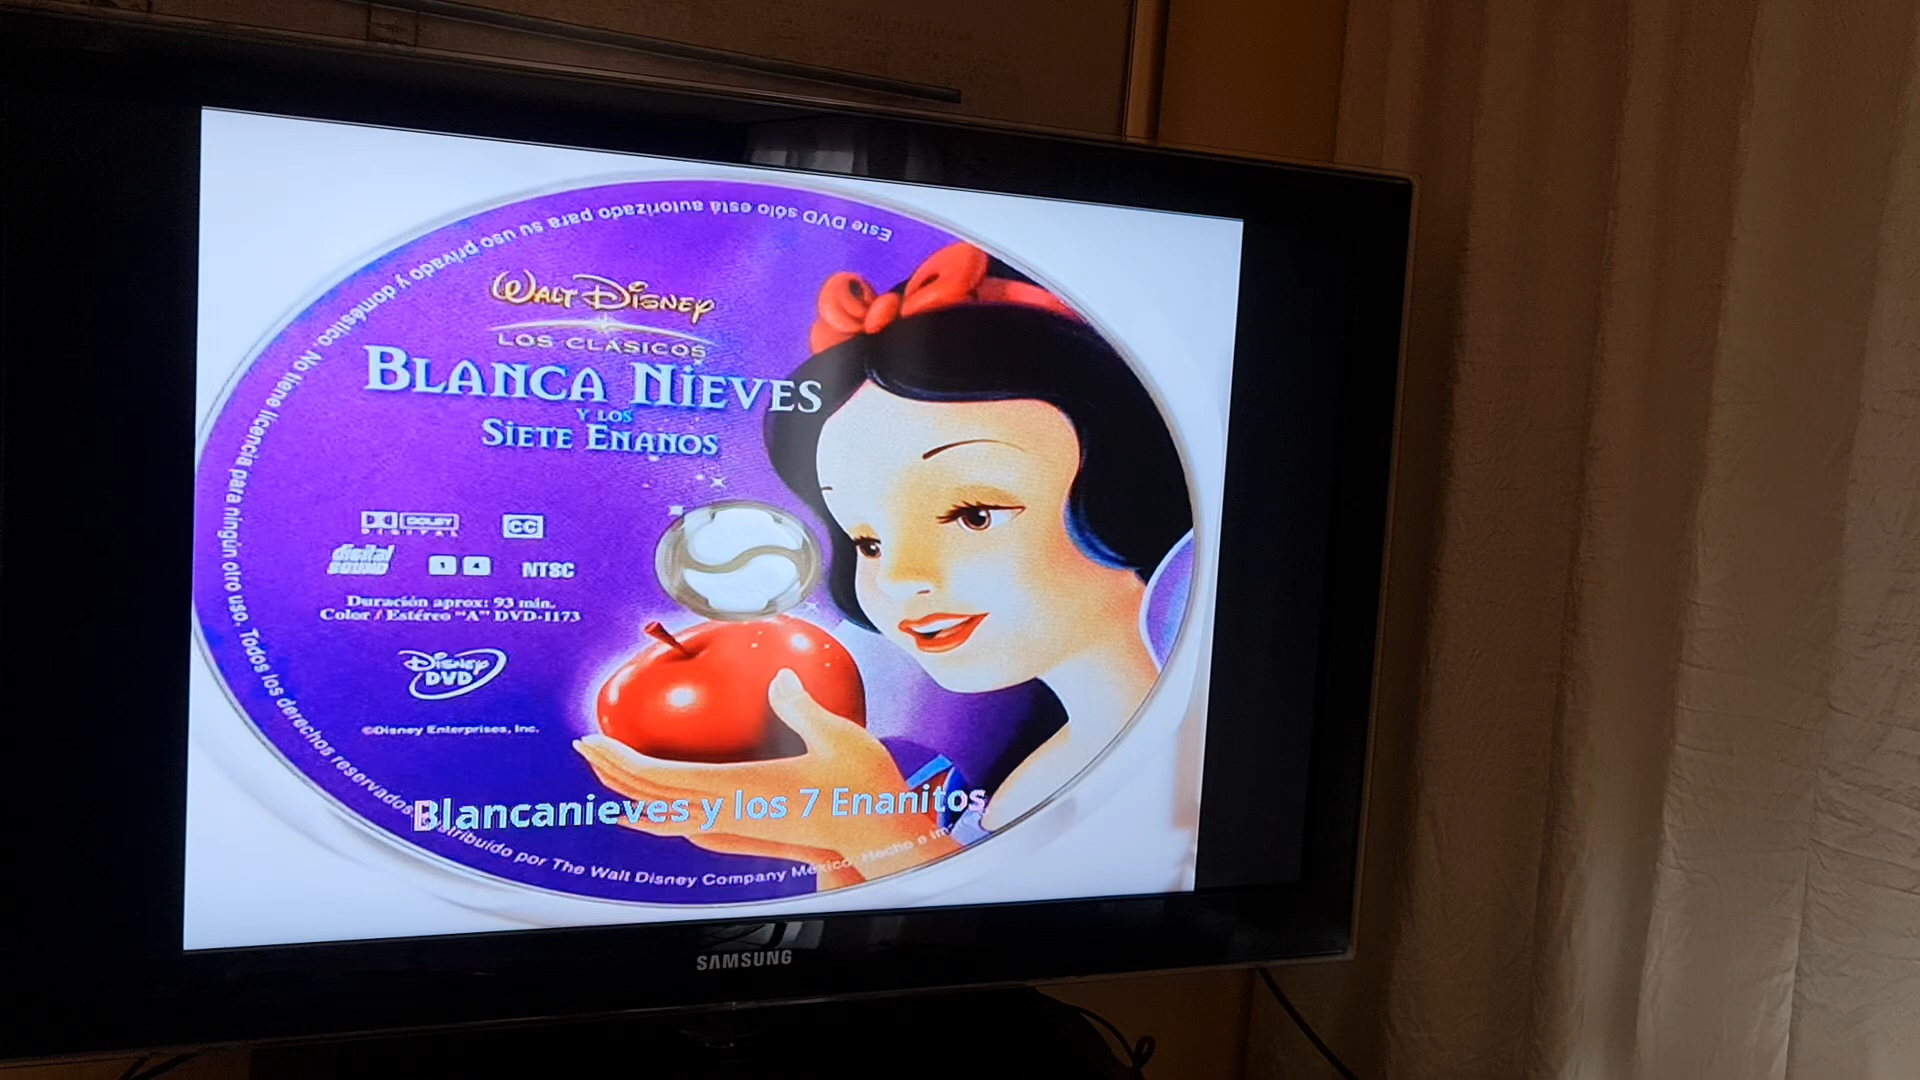 Este DVD sólo está autorizado para su uso privado y doméstico. No tiene licencia para ningún otro uso. Todos los derechos reservados. Distribuido por The Walt Disney Company México. Hecho e
WALT DISNEY
LOS CLASICOS
BLANCA NIEVES
Y LOS
SIETE ENANOS
DOLBY
DIGITAL
CC
digital
SOUND
1 4
NTSC
Duración aprox: 93 min.
Color / Estéreo "A" DVD-1173
DISNEY
DVD
©Disney Enterprises, Inc.
Blancanieves y los 7 Enanitos
SAMSUNG